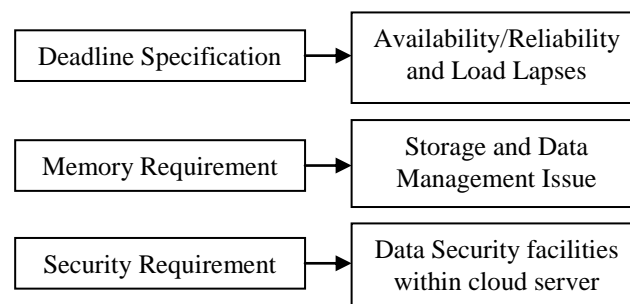 Deadline Specification
Availability/Reliability
and Load Lapses
Memory Requirement
Storage and Data
Management Issue
Security Requirement
Data Security facilities
within cloud server